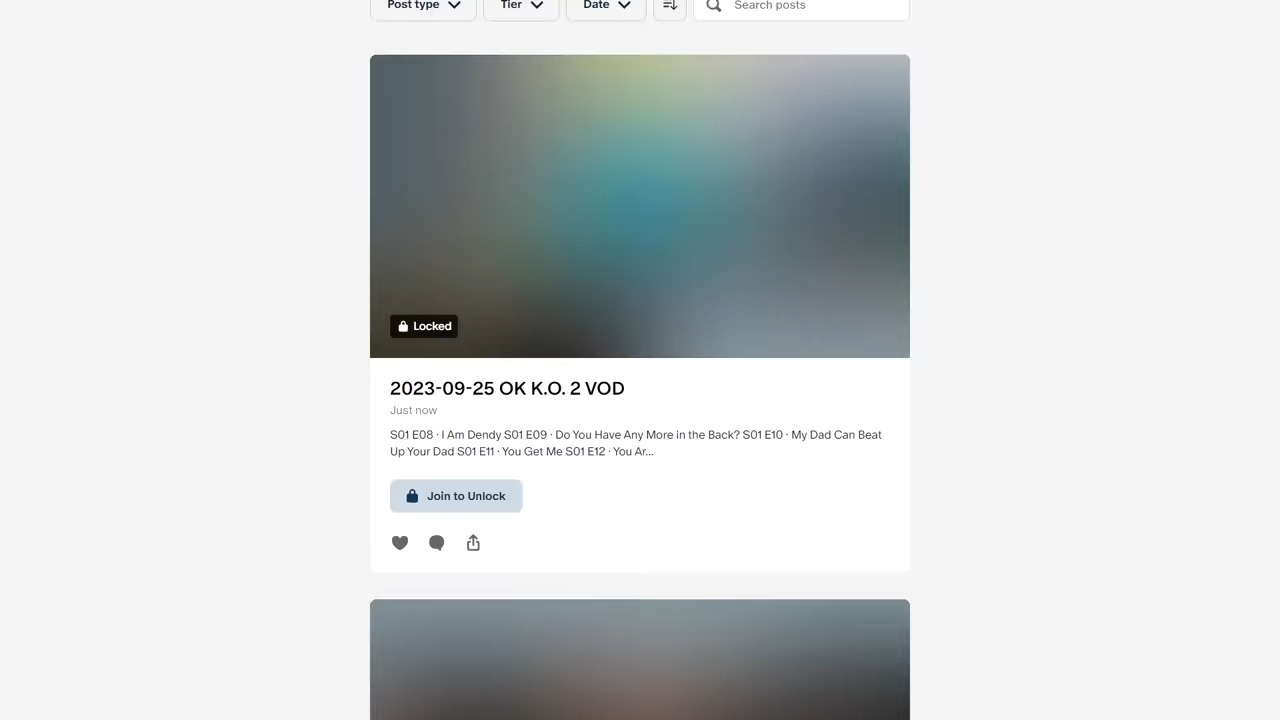 Post type
Tier
Date
Search posts
Locked
2023-09-25 OK K.O. 2 VOD
Just now
S01 E08 · I Am Dendy S01 E09 · Do You Have Any More in the Back? S01 E10 · My Dad Can Beat
Up Your Dad S01 E11 · You Get Me S01 E12 · You Ar...
Join to Unlock